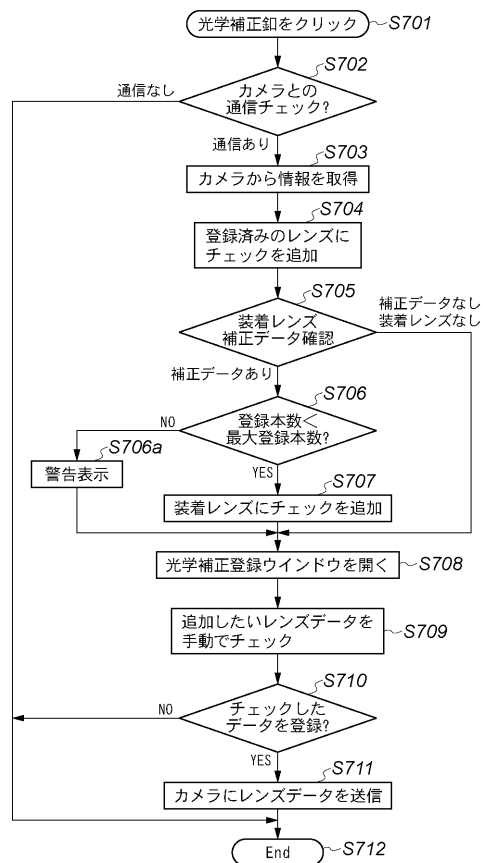 光学補正釦をクリック
S701
S702
通信なし
カメラとの
通信チェック?
通信あり
S703
カメラから情報を取得
S704
登録済みのレンズに
チェックを追加
S705
補正データなし
装着レンズなし
装着レンズ
補正データ確認
補正データあり
S706
NO
登録本数<
最大登録本数?
S706a
警告表示
YES
S707
装着レンズにチェックを追加
光学補正登録ウインドウを開く
S708
追加したいレンズデータを
手動でチェック
S709
S710
NO
チェックした
データを登録?
YES
S711
カメラにレンズデータを送信
End
S712